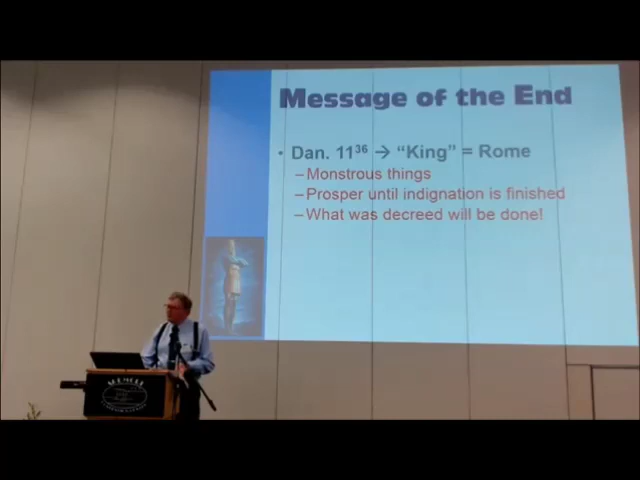 Message of the End
• Dan. 11³⁶ → “King” = Rome
–Monstrous things
–Prosper until indignation is finished
–What was decreed will be done!